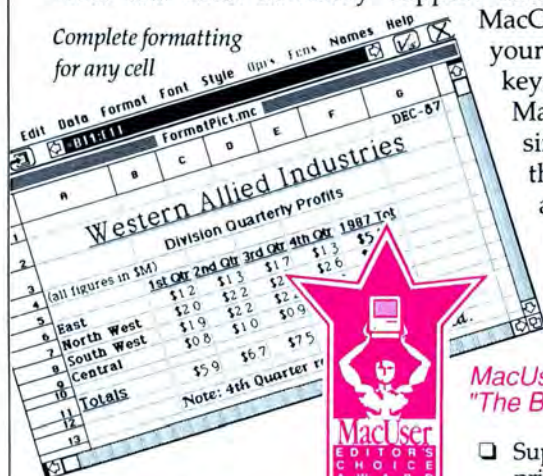 Complete formatting
for any cell
Edit Data Format Font Style Oprs Fcns Names Help
=B11:E11
FormatPict.mc
A B C D E F G
1 DEC-87
2 Western Allied Industries
3 Division Quarterly Profits
4 (all figures in $M)
5 1st Qtr 2nd Qtr 3rd Qtr 4th Qtr 1987 Tot
6 East $12 $13 $17 $13
7 North West $20 $22 $26
8 South West $19 $22
9 Central $08 $10 $09
10
11 Totals $59 $67 $75
12
13 Note: 4th Quarter
MacUser
EDITOR'S
CHOICE
MacUs
"The B
❑ Sup
MacC
your
key
Ma
si
th
a